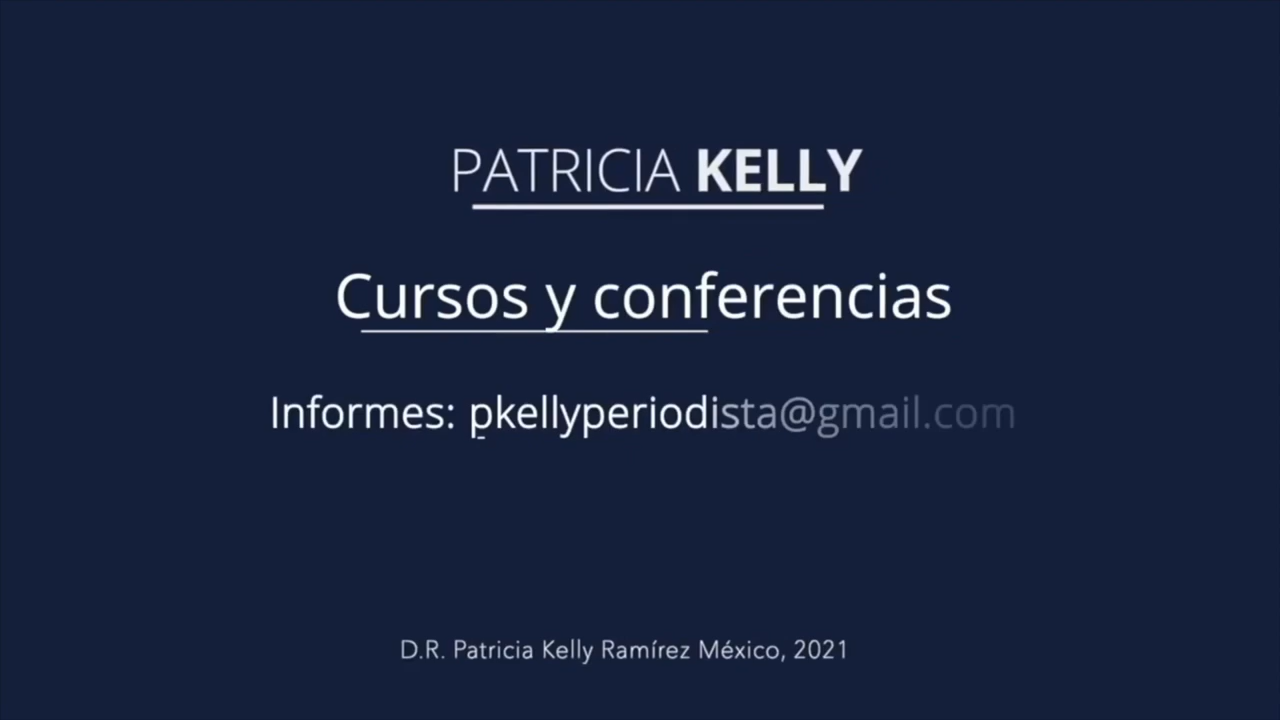 PATRICIA KELLY
Cursos y conferencias
Informes: pkellyperiodista@gmail.com
D.R. Patricia Kelly Ramírez México, 2021